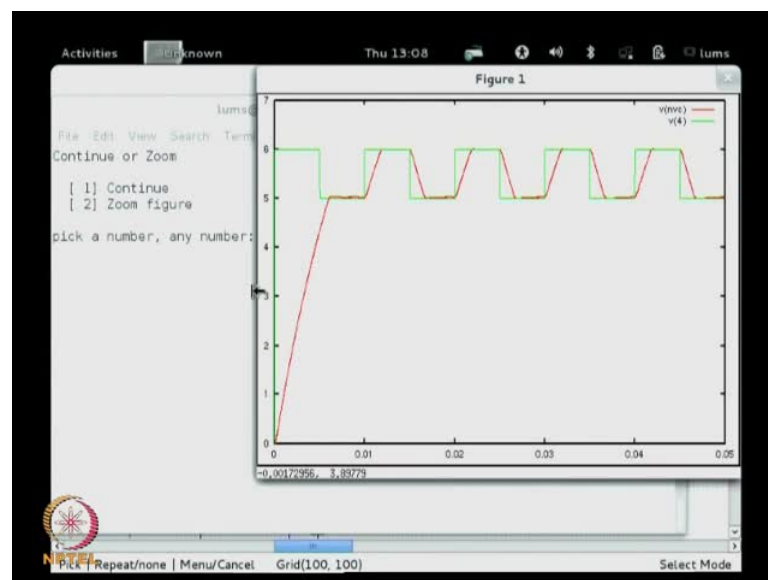 Activities
Unknown
Thu 13:08
lums
Figure 1
lums@
File Edit View Search Term
Continue or Zoom
[ 1] Continue
[ 2] Zoom figure
pick a number, any number:
v(nvc)
v(4)
7
6
5
4
3
2
1
0
0 0.01 0.02 0.03 0.04 0.05
-0,00172956, 3,89779
NPTEL
Pick | Repeat/none | Menu/Cancel Grid(100, 100) Select Mode